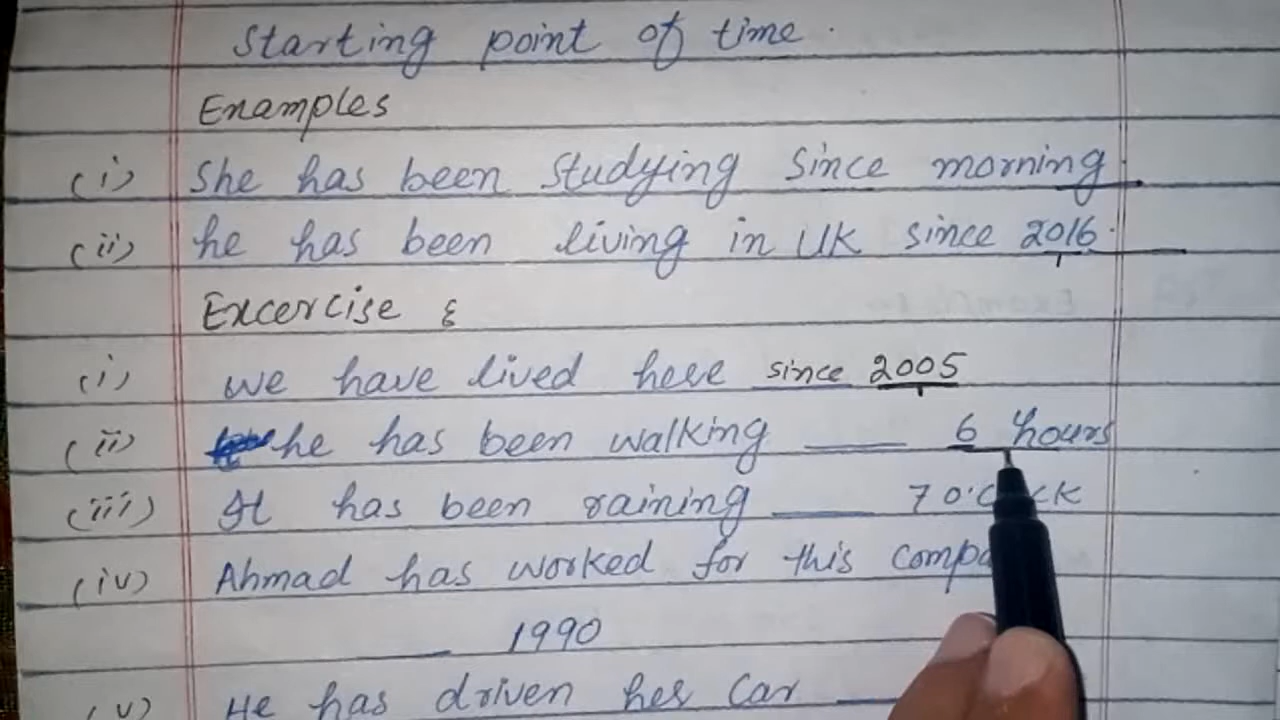 Starting point of time.
Examples
(i) She has been studying since morning.
(ii) he has been living in UK since 2016.
Excercise :
(i) we have lived here since 2005
(ii) he has been walking ____ 6 hours
(iii) It has been raining ____ 7
(iv) Ahmad has worked for this
____ 1990
(v) He has driven her car ____